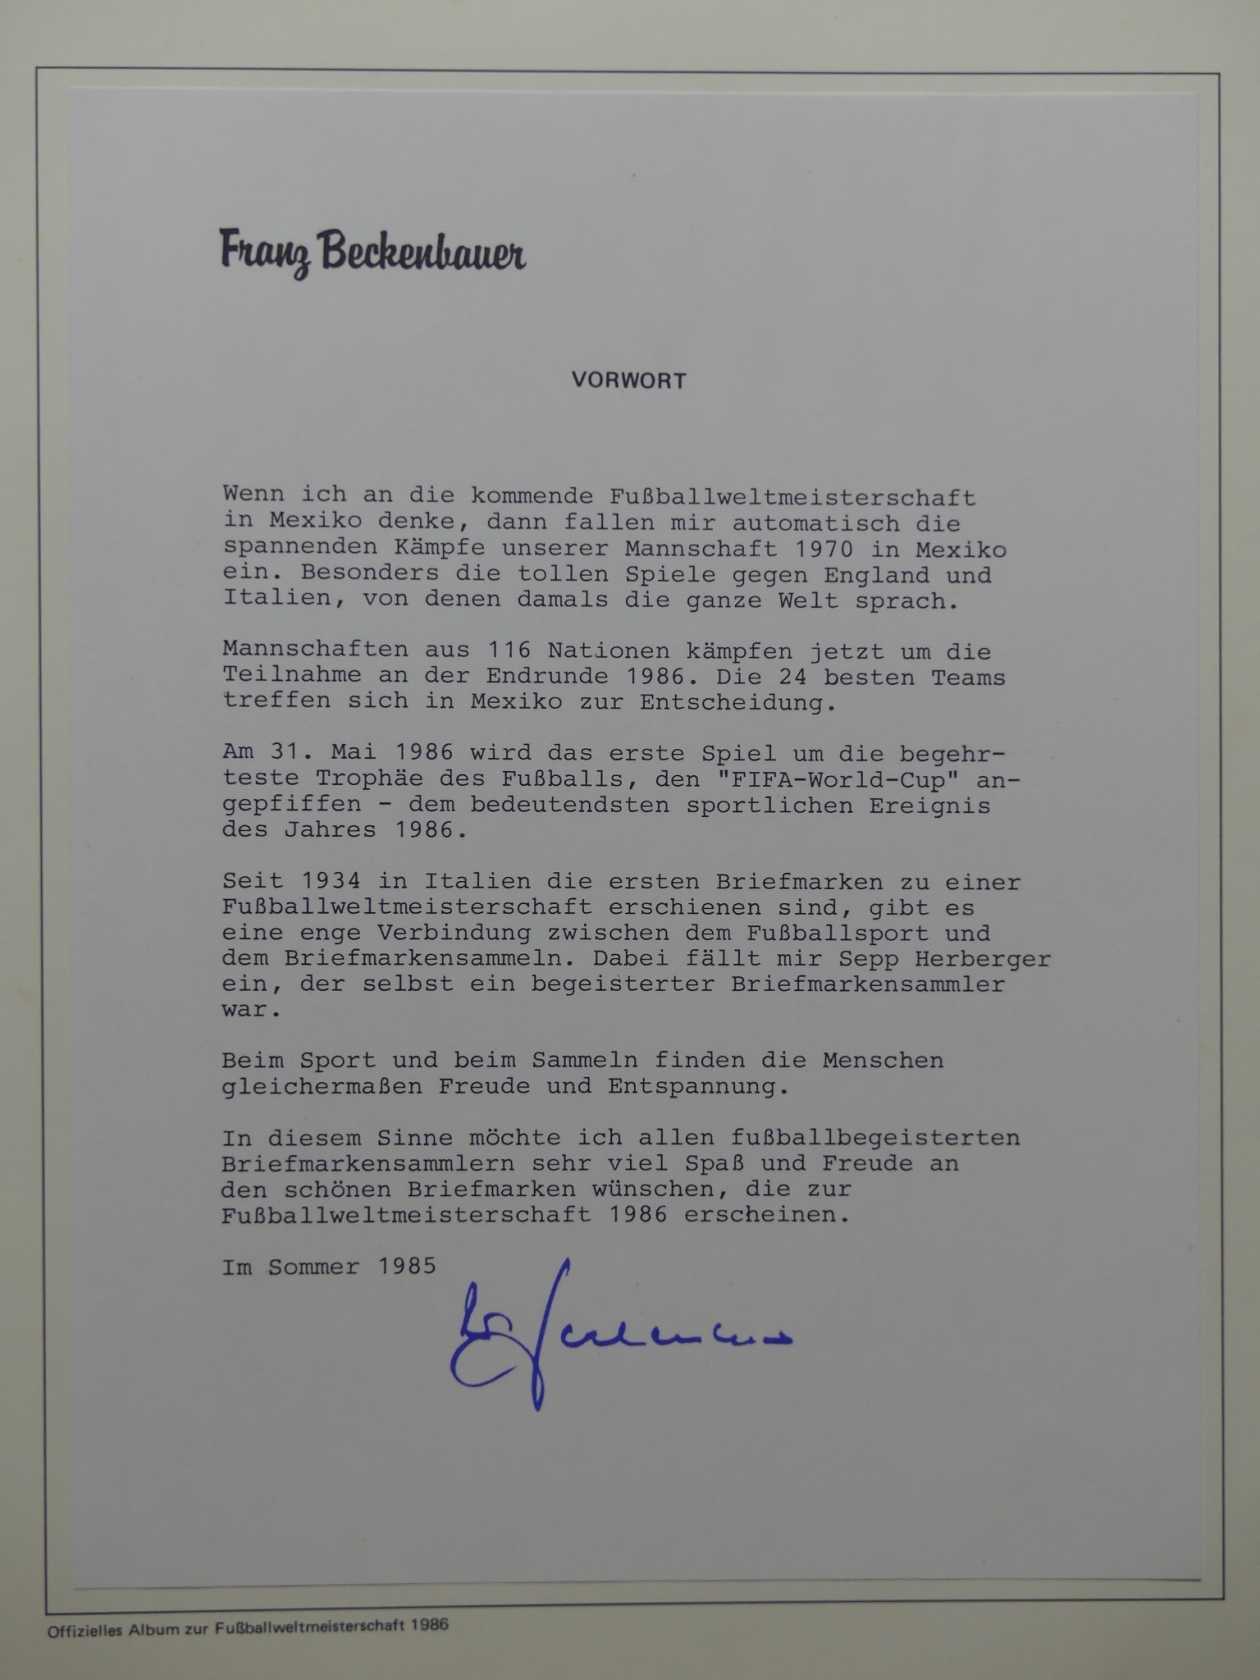 Franz Beckenbauer
VORWORT
Wenn ich an die kommende Fußballweltmeisterschaft
in Mexiko denke, dann fallen mir automatisch die
spannenden Kämpfe unserer Mannschaft 1970 in Mexiko
ein. Besonders die tollen Spiele gegen England und
Italien, von denen damals die ganze Welt sprach.
Mannschaften aus 116 Nationen kämpfen jetzt um die
Teilnahme an der Endrunde 1986. Die 24 besten Teams
treffen sich in Mexiko zur Entscheidung.
Am 31. Mai 1986 wird das erste Spiel um die begehr-
teste Trophäe des Fußballs, den "FIFA-World-Cup" an-
gepfiffen - dem bedeutendsten sportlichen Ereignis
des Jahres 1986.
Seit 1934 in Italien die ersten Briefmarken zu einer
Fußballweltmeisterschaft erschienen sind, gibt es
eine enge Verbindung zwischen dem Fußballsport und
dem Briefmarkensammeln. Dabei fällt mir Sepp Herberger
ein, der selbst ein begeisterter Briefmarkensammler
war.
Beim Sport und beim Sammeln finden die Menschen
gleichermaßen Freude und Entspannung.
In diesem Sinne möchte ich allen fußballbegeisterten
Briefmarkensammlern sehr viel Spaß und Freude an
den schönen Briefmarken wünschen, die zur
Fußballweltmeisterschaft 1986 erscheinen.
Im Sommer 1985
Offizielles Album zur Fußballweltmeisterschaft 1986